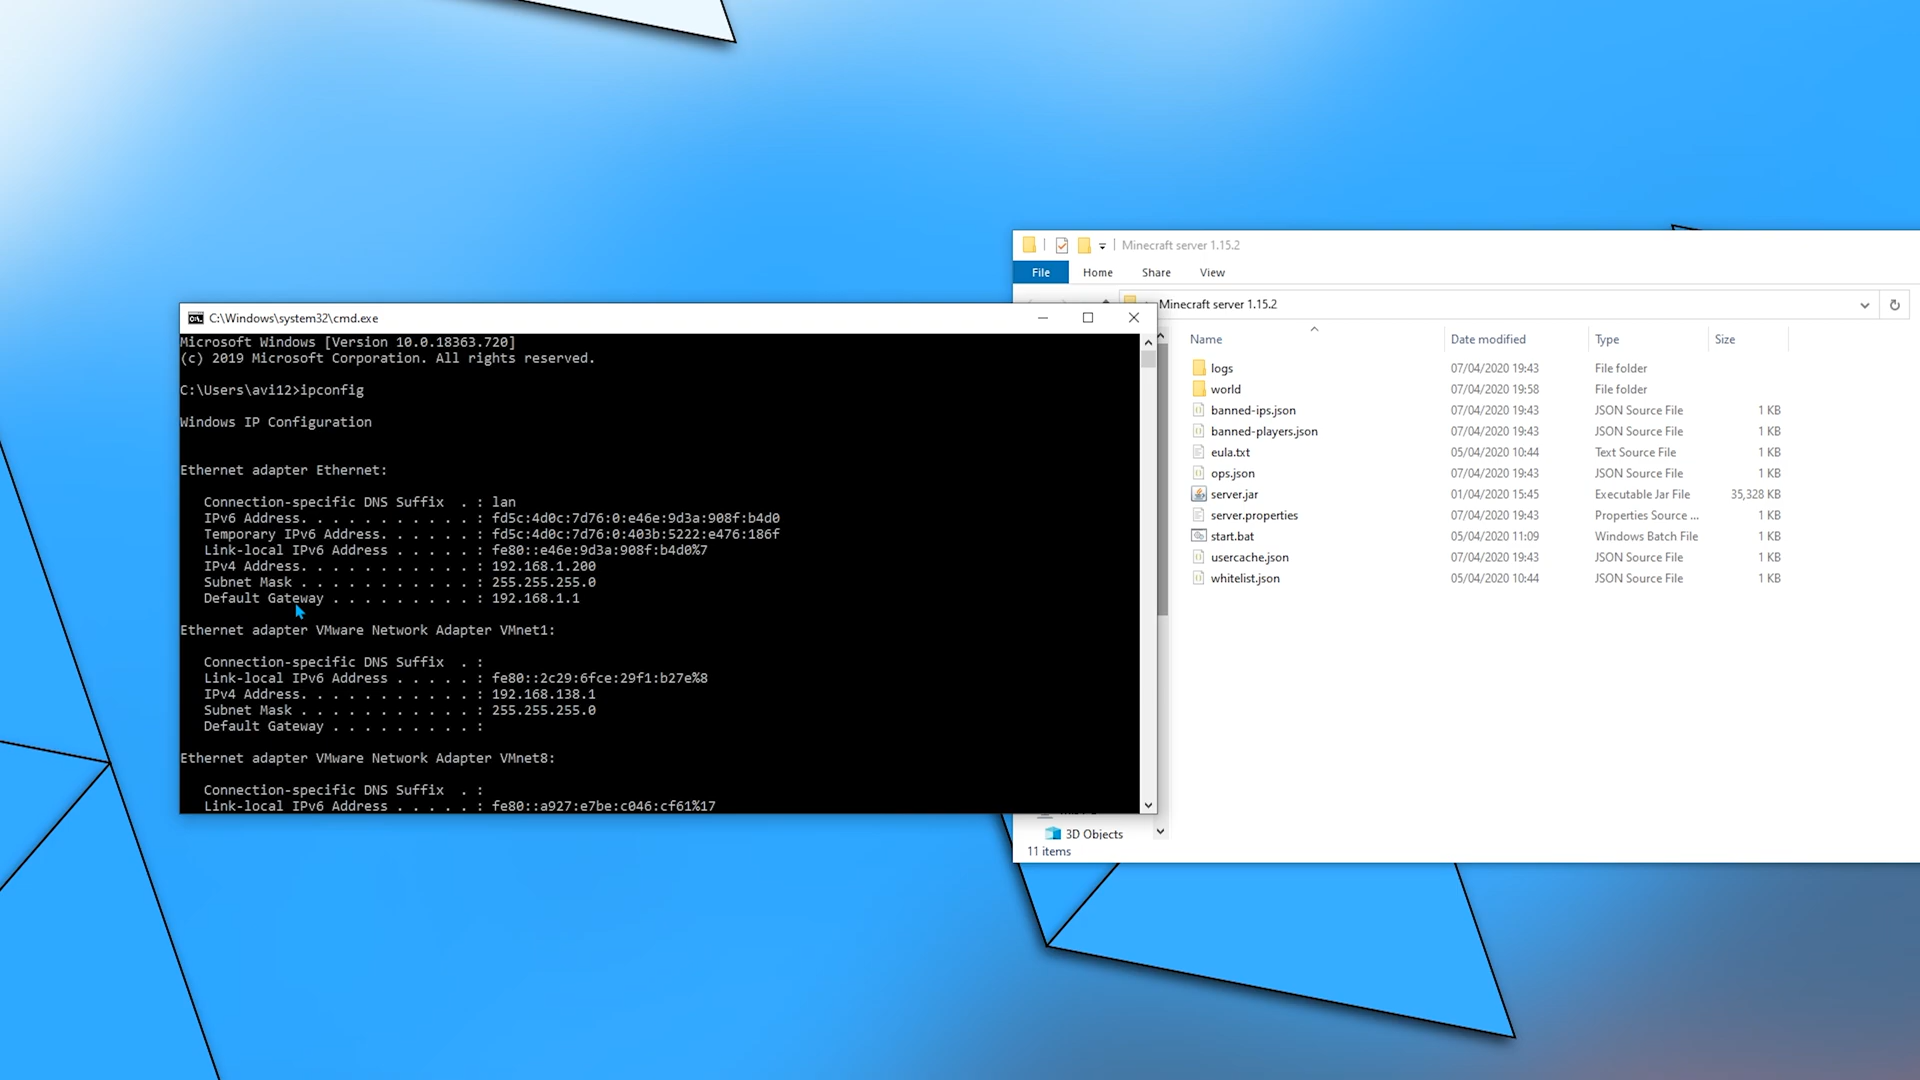 C:\Windows\system32\cmd.exe
Microsoft Windows [Version 10.0.18363.720]
(c) 2019 Microsoft Corporation. All rights reserved.
C:\Users\avi12>ipconfig
Windows IP Configuration
Ethernet adapter Ethernet:
Connection-specific DNS Suffix . : lan
IPv6 Address. . . . . . . . . . . : fd5c:4d0c:7d76:0:e46e:9d3a:908f:b4d0
Temporary IPv6 Address. . . . . . : fd5c:4d0c:7d76:0:403b:5222:e476:186f
Link-local IPv6 Address . . . . . : fe80::e46e:9d3a:908f:b4d0%7
IPv4 Address. . . . . . . . . . . : 192.168.1.200
Subnet Mask . . . . . . . . . . . : 255.255.255.0
Default Gateway . . . . . . . . . : 192.168.1.1
Ethernet adapter VMware Network Adapter VMnet1:
Connection-specific DNS Suffix . :
Link-local IPv6 Address . . . . . : fe80::2c29:6fce:29f1:b27e%8
IPv4 Address. . . . . . . . . . . : 192.168.138.1
Subnet Mask . . . . . . . . . . . : 255.255.255.0
Default Gateway . . . . . . . . . :
Ethernet adapter VMware Network Adapter VMnet8:
Connection-specific DNS Suffix . :
Link-local IPv6 Address . . . . . : fe80::a927:e7be:c046:cf61%17
Minecraft server 1.15.2
File Home Share View
Minecraft server 1.15.2
Name Date modified Type Size
logs 07/04/2020 19:43 File folder
world 07/04/2020 19:58 File folder
banned-ips.json 07/04/2020 19:43 JSON Source File 1 KB
banned-players.json 07/04/2020 19:43 JSON Source File 1 KB
eula.txt 05/04/2020 10:44 Text Source File 1 KB
ops.json 07/04/2020 19:43 JSON Source File 1 KB
server.jar 01/04/2020 15:45 Executable Jar File 35,328 KB
server.properties 07/04/2020 19:43 Properties Source ... 1 KB
start.bat 05/04/2020 11:09 Windows Batch File 1 KB
usercache.json 07/04/2020 19:43 JSON Source File 1 KB
whitelist.json 05/04/2020 10:44 JSON Source File 1 KB
3D Objects
11 items